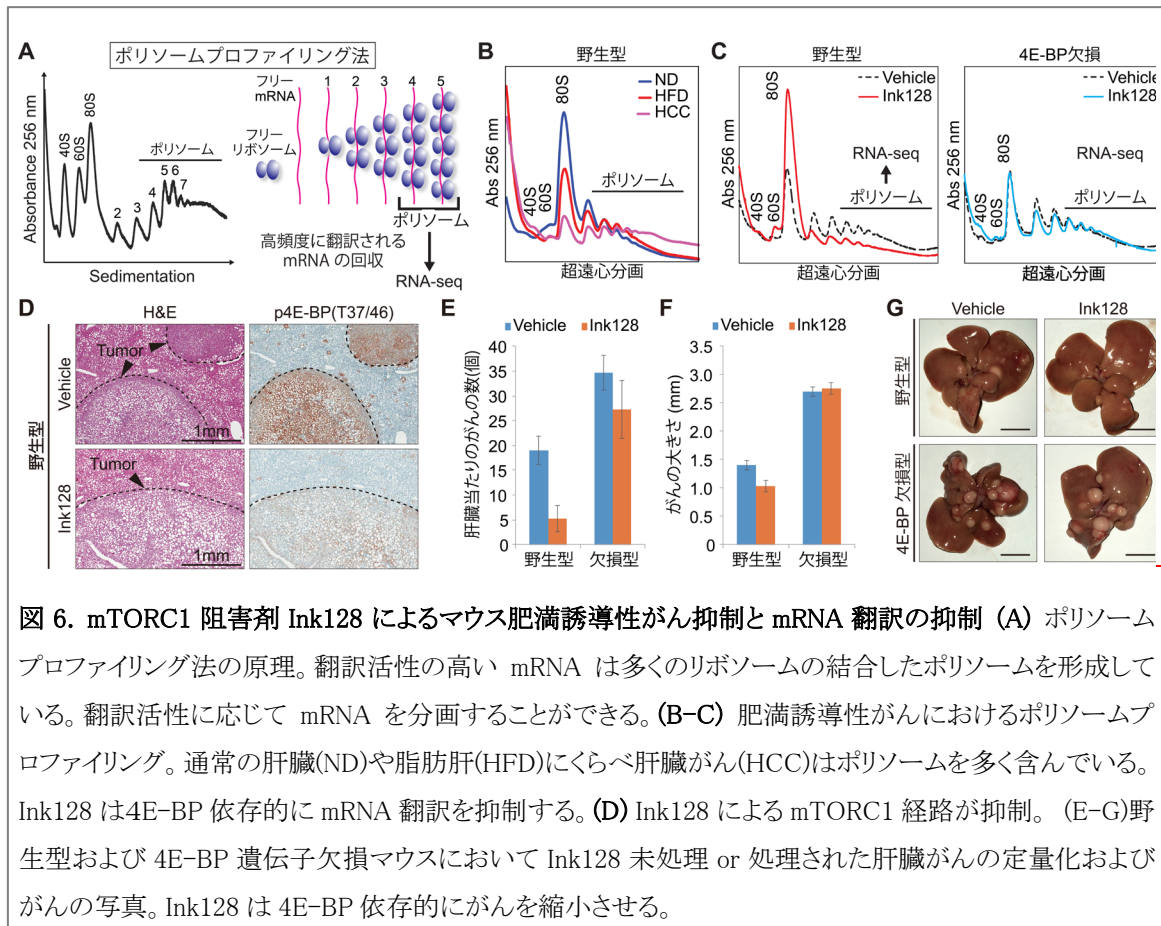 A
ポリソームプロファイリング法
Absorbance 256 nm
40S
60S
80S
ポリソーム
2
3
4
5
6
7
Sedimentation
フリー
mRNA
1
2
3
4
5
フリー
リボソーム
ポリソーム
高頻度に翻訳される
mRNA の回収
RNA-seq
B
野生型
Abs 256 nm
40S
60S
80S
ND
HFD
HCC
ポリソーム
超遠心分画
C
野生型
Abs 256 nm
40S
60S
80S
Vehicle
Ink128
RNA-seq
ポリソーム
超遠心分画
4E-BP欠損
Abs 256 nm
40S
60S
80S
Vehicle
Ink128
RNA-seq
ポリソーム
超遠心分画
D
H&E
p4E-BP(T37/46)
野生型
Vehicle
Tumor
1mm
Ink128
Tumor
1mm
E
Vehicle
Ink128
肝臓当たりのがんの数(個)
40
35
30
25
20
15
10
5
0
野生型
欠損型
F
Vehicle
Ink128
がんの大きさ (mm)
3.5
3.0
2.5
2.0
1.5
1.0
0.5
0
野生型
欠損型
G
Vehicle
Ink128
野生型
4E-BP 欠損型
図 6. mTORC1 阻害剤 Ink128 によるマウス肥満誘導性がん抑制と mRNA 翻訳の抑制 (A) ポリソーム
プロファイリング法の原理。翻訳活性の高い mRNA は多くのリボソームの結合したポリソームを形成して
いる。翻訳活性に応じて mRNA を分画することができる。(B-C) 肥満誘導性がんにおけるポリソームプ
ロファイリング。通常の肝臓(ND)や脂肪肝(HFD)にくらべ肝臓がん(HCC)はポリソームを多く含んでいる。
Ink128 は4E-BP 依存的に mRNA 翻訳を抑制する。(D) Ink128 による mTORC1 経路が抑制。 (E-G)野
生型および 4E-BP 遺伝子欠損マウスにおいて Ink128 未処理 or 処理された肝臓がんの定量化および
がんの写真。Ink128 は 4E-BP 依存的にがんを縮小させる。